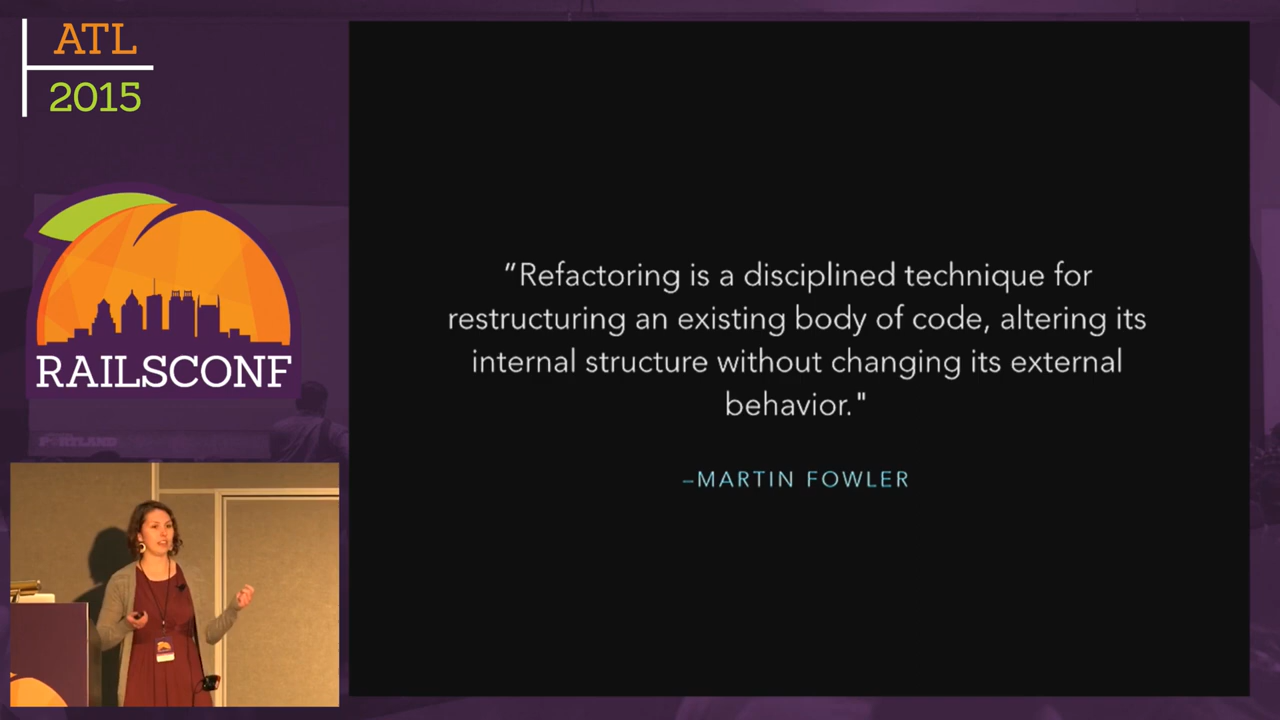 ATL
2015
RAILSCONF
"Refactoring is a disciplined technique for
restructuring an existing body of code, altering its
internal structure without changing its external
behavior."
–MARTIN FOWLER
PORTLAND